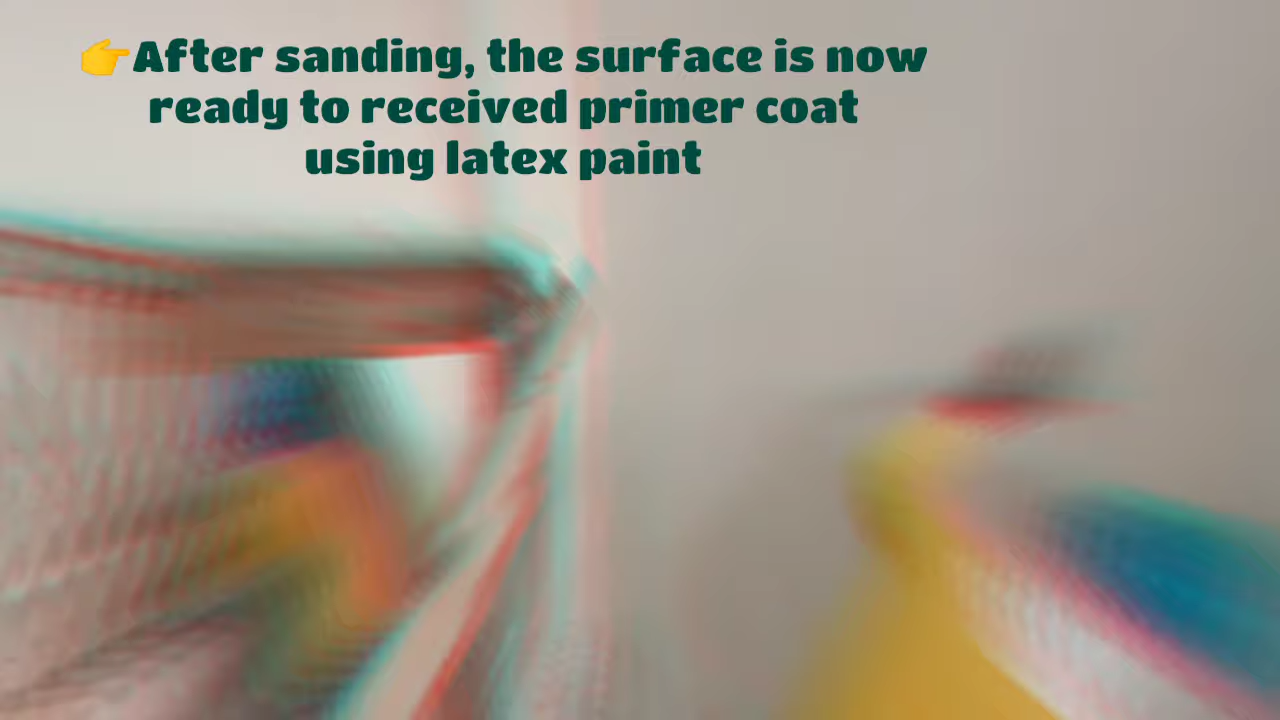 👉After sanding, the surface is now
ready to received primer coat
using latex paint